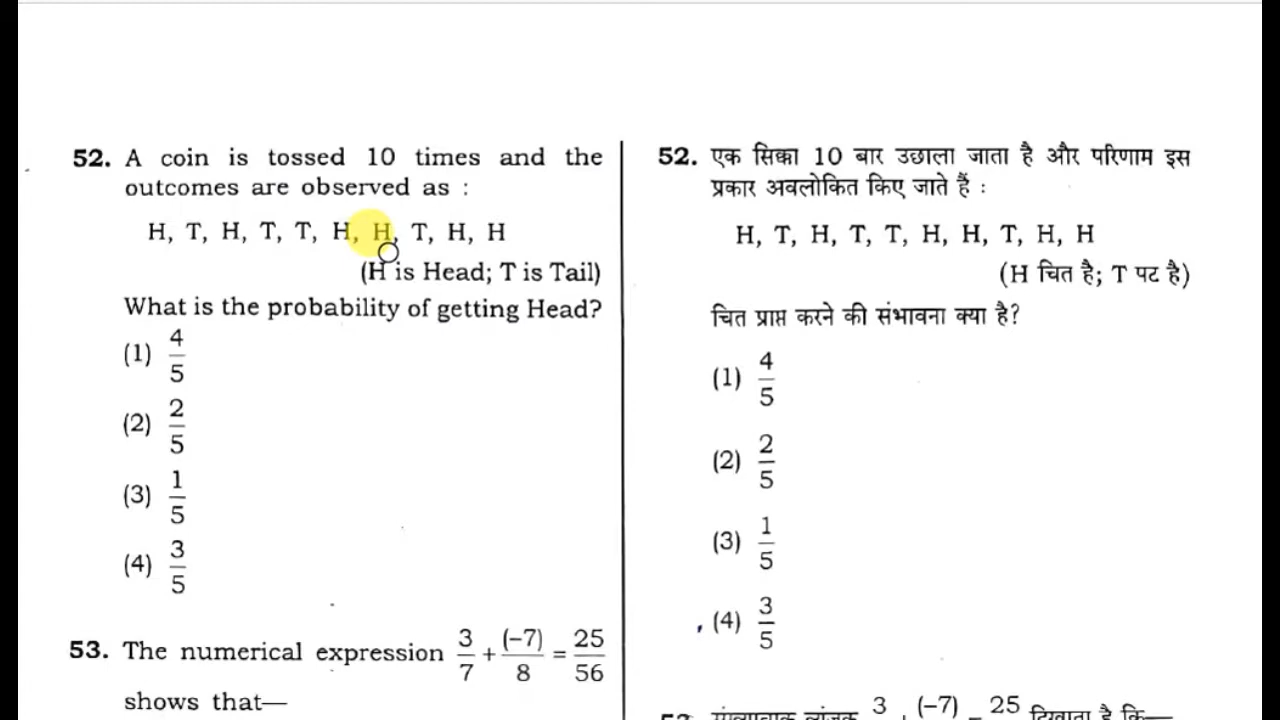 52. A coin is tossed 10 times and the
outcomes are observed as :
H, T, H, T, T, H, H, T, H, H
(H is Head; T is Tail)
What is the probability of getting Head?
(1) 4/5
(2) 2/5
(3) 1/5
(4) 3/5
53. The numerical expression 3/7 + (−7)/8 = 25/56
shows that—
52. एक सिक्का 10 बार उछाला जाता है और परिणाम इस
प्रकार अवलोकित किए जाते हैं :
H, T, H, T, T, H, H, T, H, H
(H चित है; T पट है)
चित प्राप्त करने की संभावना क्या है?
(1) 4/5
(2) 2/5
(3) 1/5
(4) 3/5
3 (−7) 25 दिखाता है कि—